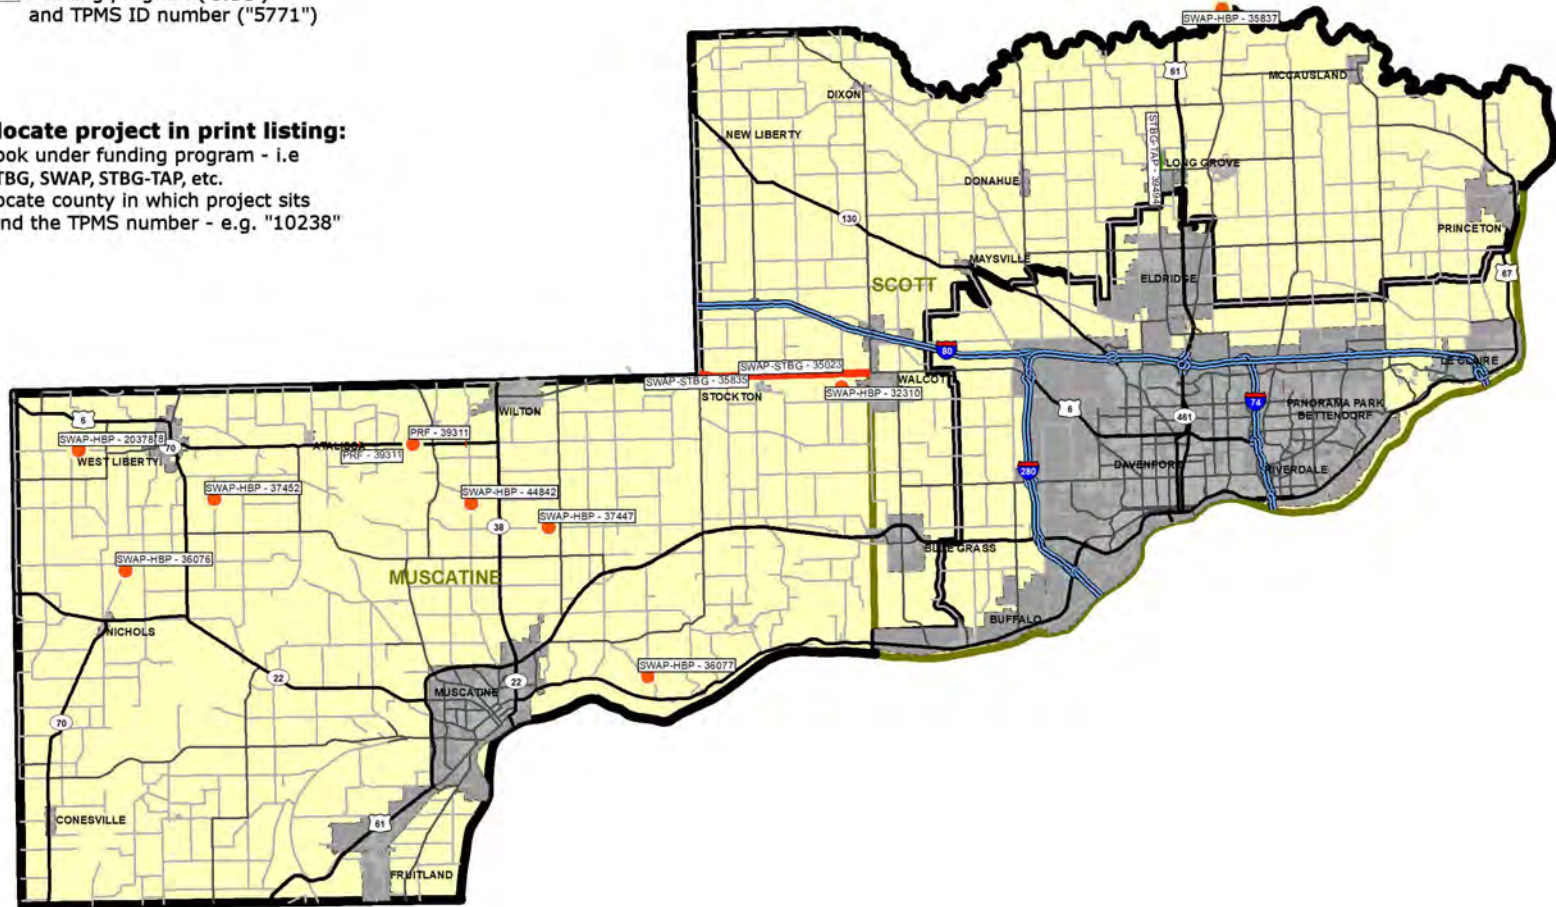 and TPMS ID number ("5771")
locate project in print listing:
ook under funding program - i.e
TBG, SWAP, STBG-TAP, etc.
ocate county in which project sits
nd the TPMS number - e.g. "10238"
SWAP-HBP - 35837
61
MCCAUSLAND
DIXON
NEW LIBERTY
STBG-TAP - 39494
LONG GROVE
DONAHUE
130
PRINCETON
MAYSVILLE
67
SCOTT
ELDRIDGE
80
LE CLAIRE
SWAP-STBG - 35023
SWAP-STBG - 35835
STOCKTON
WALCOTT
SWAP-HBP - 32310
6
461
74
PANORAMA PARK
BETTENDORF
6
WILTON
SWAP-HBP - 20378
70
WEST LIBERTY
ATALISSA
PRF - 39311
PRF - 39311
280
DAVENPORT
RIVERDALE
SWAP-HBP - 37452
SWAP-HBP - 44842
SWAP-HBP - 37447
38
BLUE GRASS
SWAP-HBP - 36076
MUSCATINE
NICHOLS
BUFFALO
SWAP-HBP - 36077
22
22
MUSCATINE
70
CONESVILLE
61
FRUITLAND